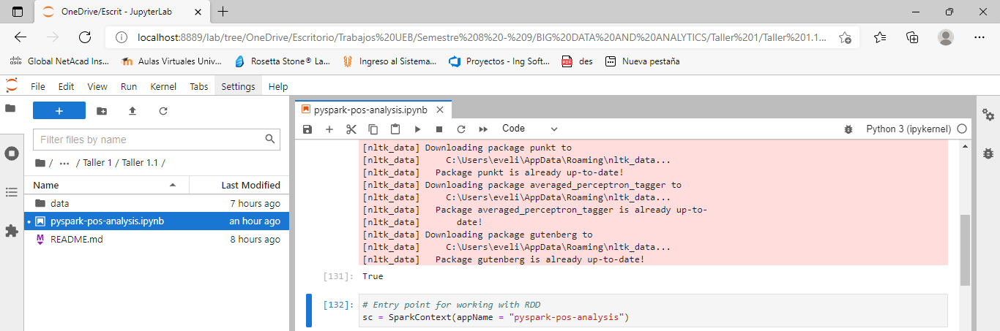 OneDrive/Escrit - JupyterLab
localhost:8889/lab/tree/OneDrive/Escritorio/Trabajos%20UEB/Semestre%208%20-%209/BIG%20DATA%20AND%20ANALYTICS/Taller%201/Taller%201.1...
Global NetAcad Ins...
Aulas Virtuales Univ...
Rosetta Stone® La...
Ingreso al Sistema...
Proyectos - Ing Soft...
des
Nueva pestaña
File Edit View Run Kernel Tabs Settings Help
Filter files by name
/ ... / Taller 1 / Taller 1.1 /
Name Last Modified
data 7 hours ago
pyspark-pos-analysis.ipynb an hour ago
README.md 8 hours ago
pyspark-pos-analysis.ipynb
Code
Python 3 (ipykernel)
[nltk_data] Downloading package punkt to
[nltk_data]     C:\Users\eveli\AppData\Roaming\nltk_data...
[nltk_data]   Package punkt is already up-to-date!
[nltk_data] Downloading package averaged_perceptron_tagger to
[nltk_data]     C:\Users\eveli\AppData\Roaming\nltk_data...
[nltk_data]   Package averaged_perceptron_tagger is already up-to-
[nltk_data]       date!
[nltk_data] Downloading package gutenberg to
[nltk_data]     C:\Users\eveli\AppData\Roaming\nltk_data...
[nltk_data]   Package gutenberg is already up-to-date!
[131]: True
[132]: # Entry point for working with RDD
sc = SparkContext(appName = "pyspark-pos-analysis")